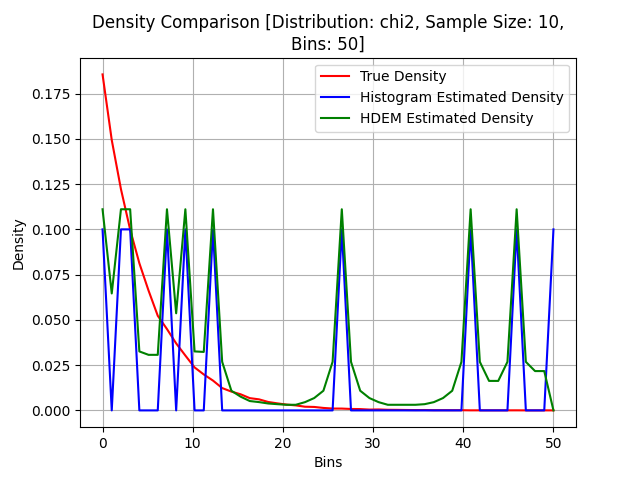 Density Comparison [Distribution: chi2, Sample Size: 10,
Bins: 50]
True Density
Histogram Estimated Density
HDEM Estimated Density
Density
0.175
0.150
0.125
0.100
0.075
0.050
0.025
0.000
0 10 20 30 40 50
Bins